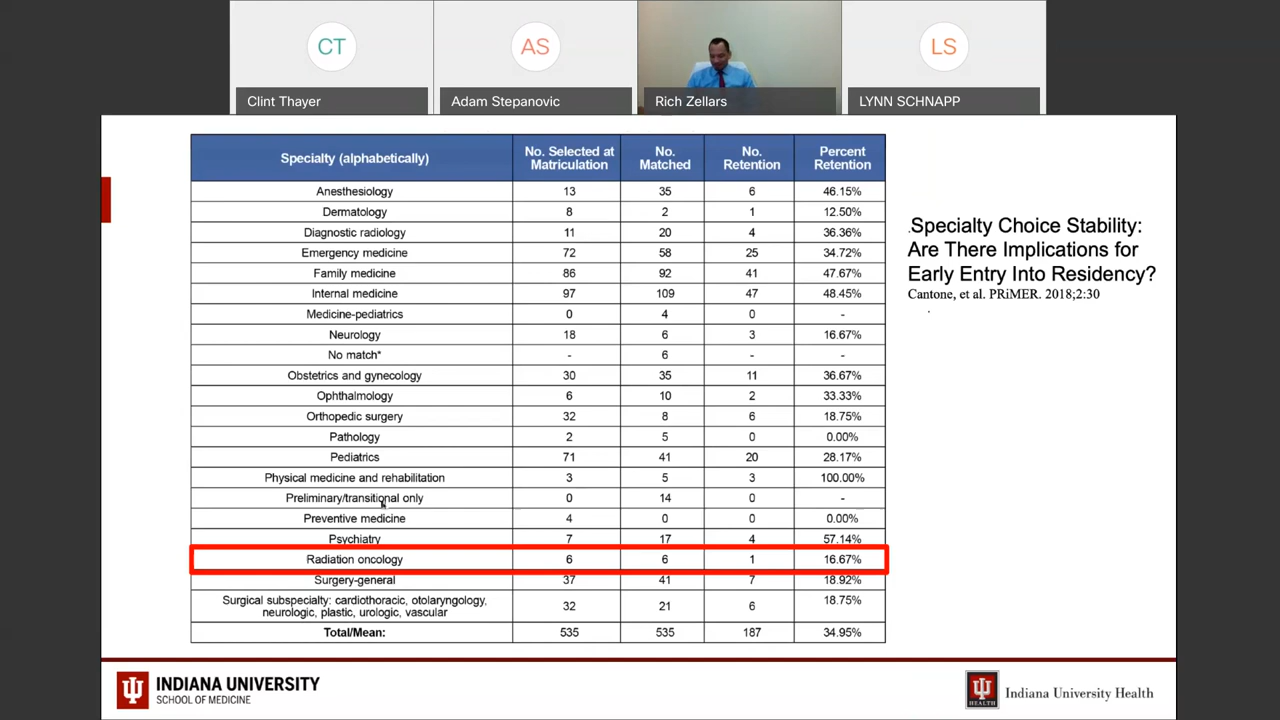 CT
AS
LS
Clint Thayer
Adam Stepanovic
Rich Zellars
LYNN SCHNAPP
Specialty (alphabetically) No. Selected at Matriculation No. Matched No. Retention Percent Retention
Anesthesiology 13 35 6 46.15%
Dermatology 8 2 1 12.50%
Diagnostic radiology 11 20 4 36.36%
Emergency medicine 72 58 25 34.72%
Family medicine 86 92 41 47.67%
Internal medicine 97 109 47 48.45%
Medicine-pediatrics 0 4 0 -
Neurology 18 6 3 16.67%
No match* - 6 - -
Obstetrics and gynecology 30 35 11 36.67%
Ophthalmology 6 10 2 33.33%
Orthopedic surgery 32 8 6 18.75%
Pathology 2 5 0 0.00%
Pediatrics 71 41 20 28.17%
Physical medicine and rehabilitation 3 5 3 100.00%
Preliminary/transitional only 0 14 0 -
Preventive medicine 4 0 0 0.00%
Psychiatry 7 17 4 57.14%
Radiation oncology 6 6 1 16.67%
Surgery-general 37 41 7 18.92%
Surgical subspecialty: cardiothoracic, otolaryngology,
neurologic, plastic, urologic, vascular 32 21 6 18.75%
Total/Mean: 535 535 187 34.95%
.Specialty Choice Stability:
Are There Implications for
Early Entry Into Residency?
Cantone, et al. PRiMER. 2018;2:30
.
INDIANA UNIVERSITY
SCHOOL OF MEDICINE
HEALTH
Indiana University Health